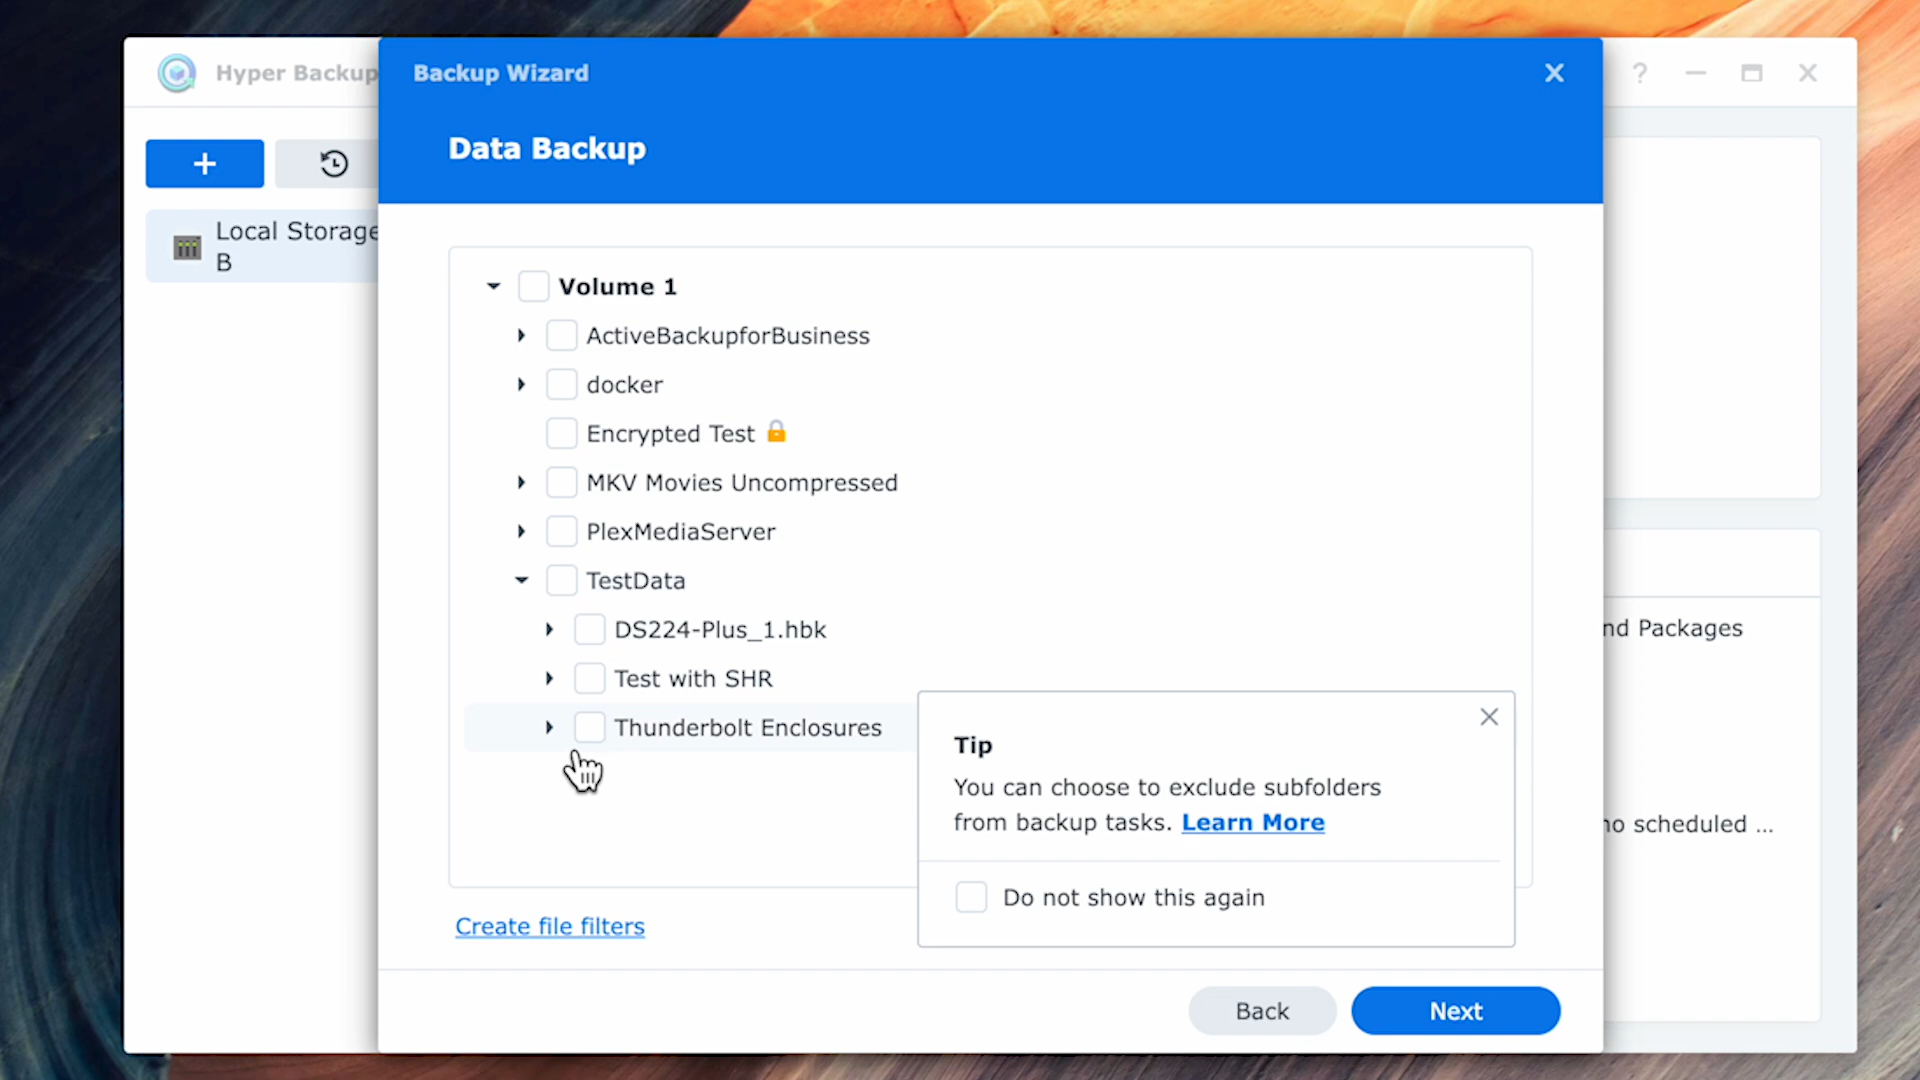 Hyper Backup
Backup Wizard
?
Data Backup
+
Local Storage
B
Volume 1
ActiveBackupforBusiness
docker
Encrypted Test
MKV Movies Uncompressed
PlexMediaServer
TestData
DS224-Plus_1.hbk
Test with SHR
Thunderbolt Enclosures
Tip
You can choose to exclude subfolders
from backup tasks. Learn More
Do not show this again
nd Packages
no scheduled ...
Create file filters
Back
Next